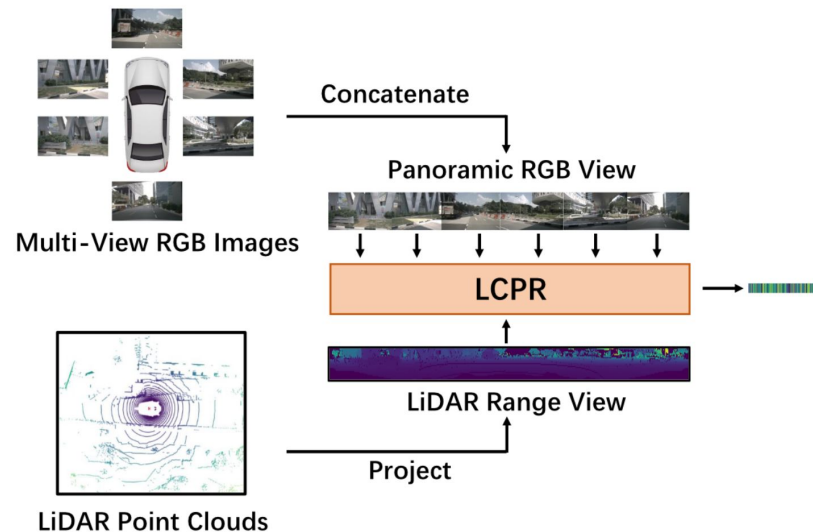 Concatenate
Panoramic RGB View
Multi-View RGB Images
LCPR
LiDAR Range View
Project
LiDAR Point Clouds